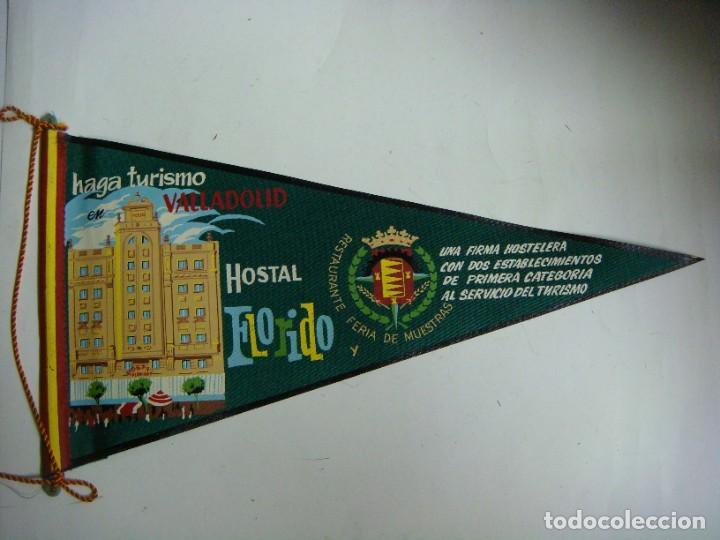 haga turismo
en VALLADOLID
HOSTAL
Florido
RESTAURANTE FERIA DE MUESTRAS
Y
UNA FIRMA HOSTELERA
CON DOS ESTABLECIMIENTOS
DE PRIMERA CATEGORIA
AL SERVICIO DEL TURISMO
todocoleccion.net